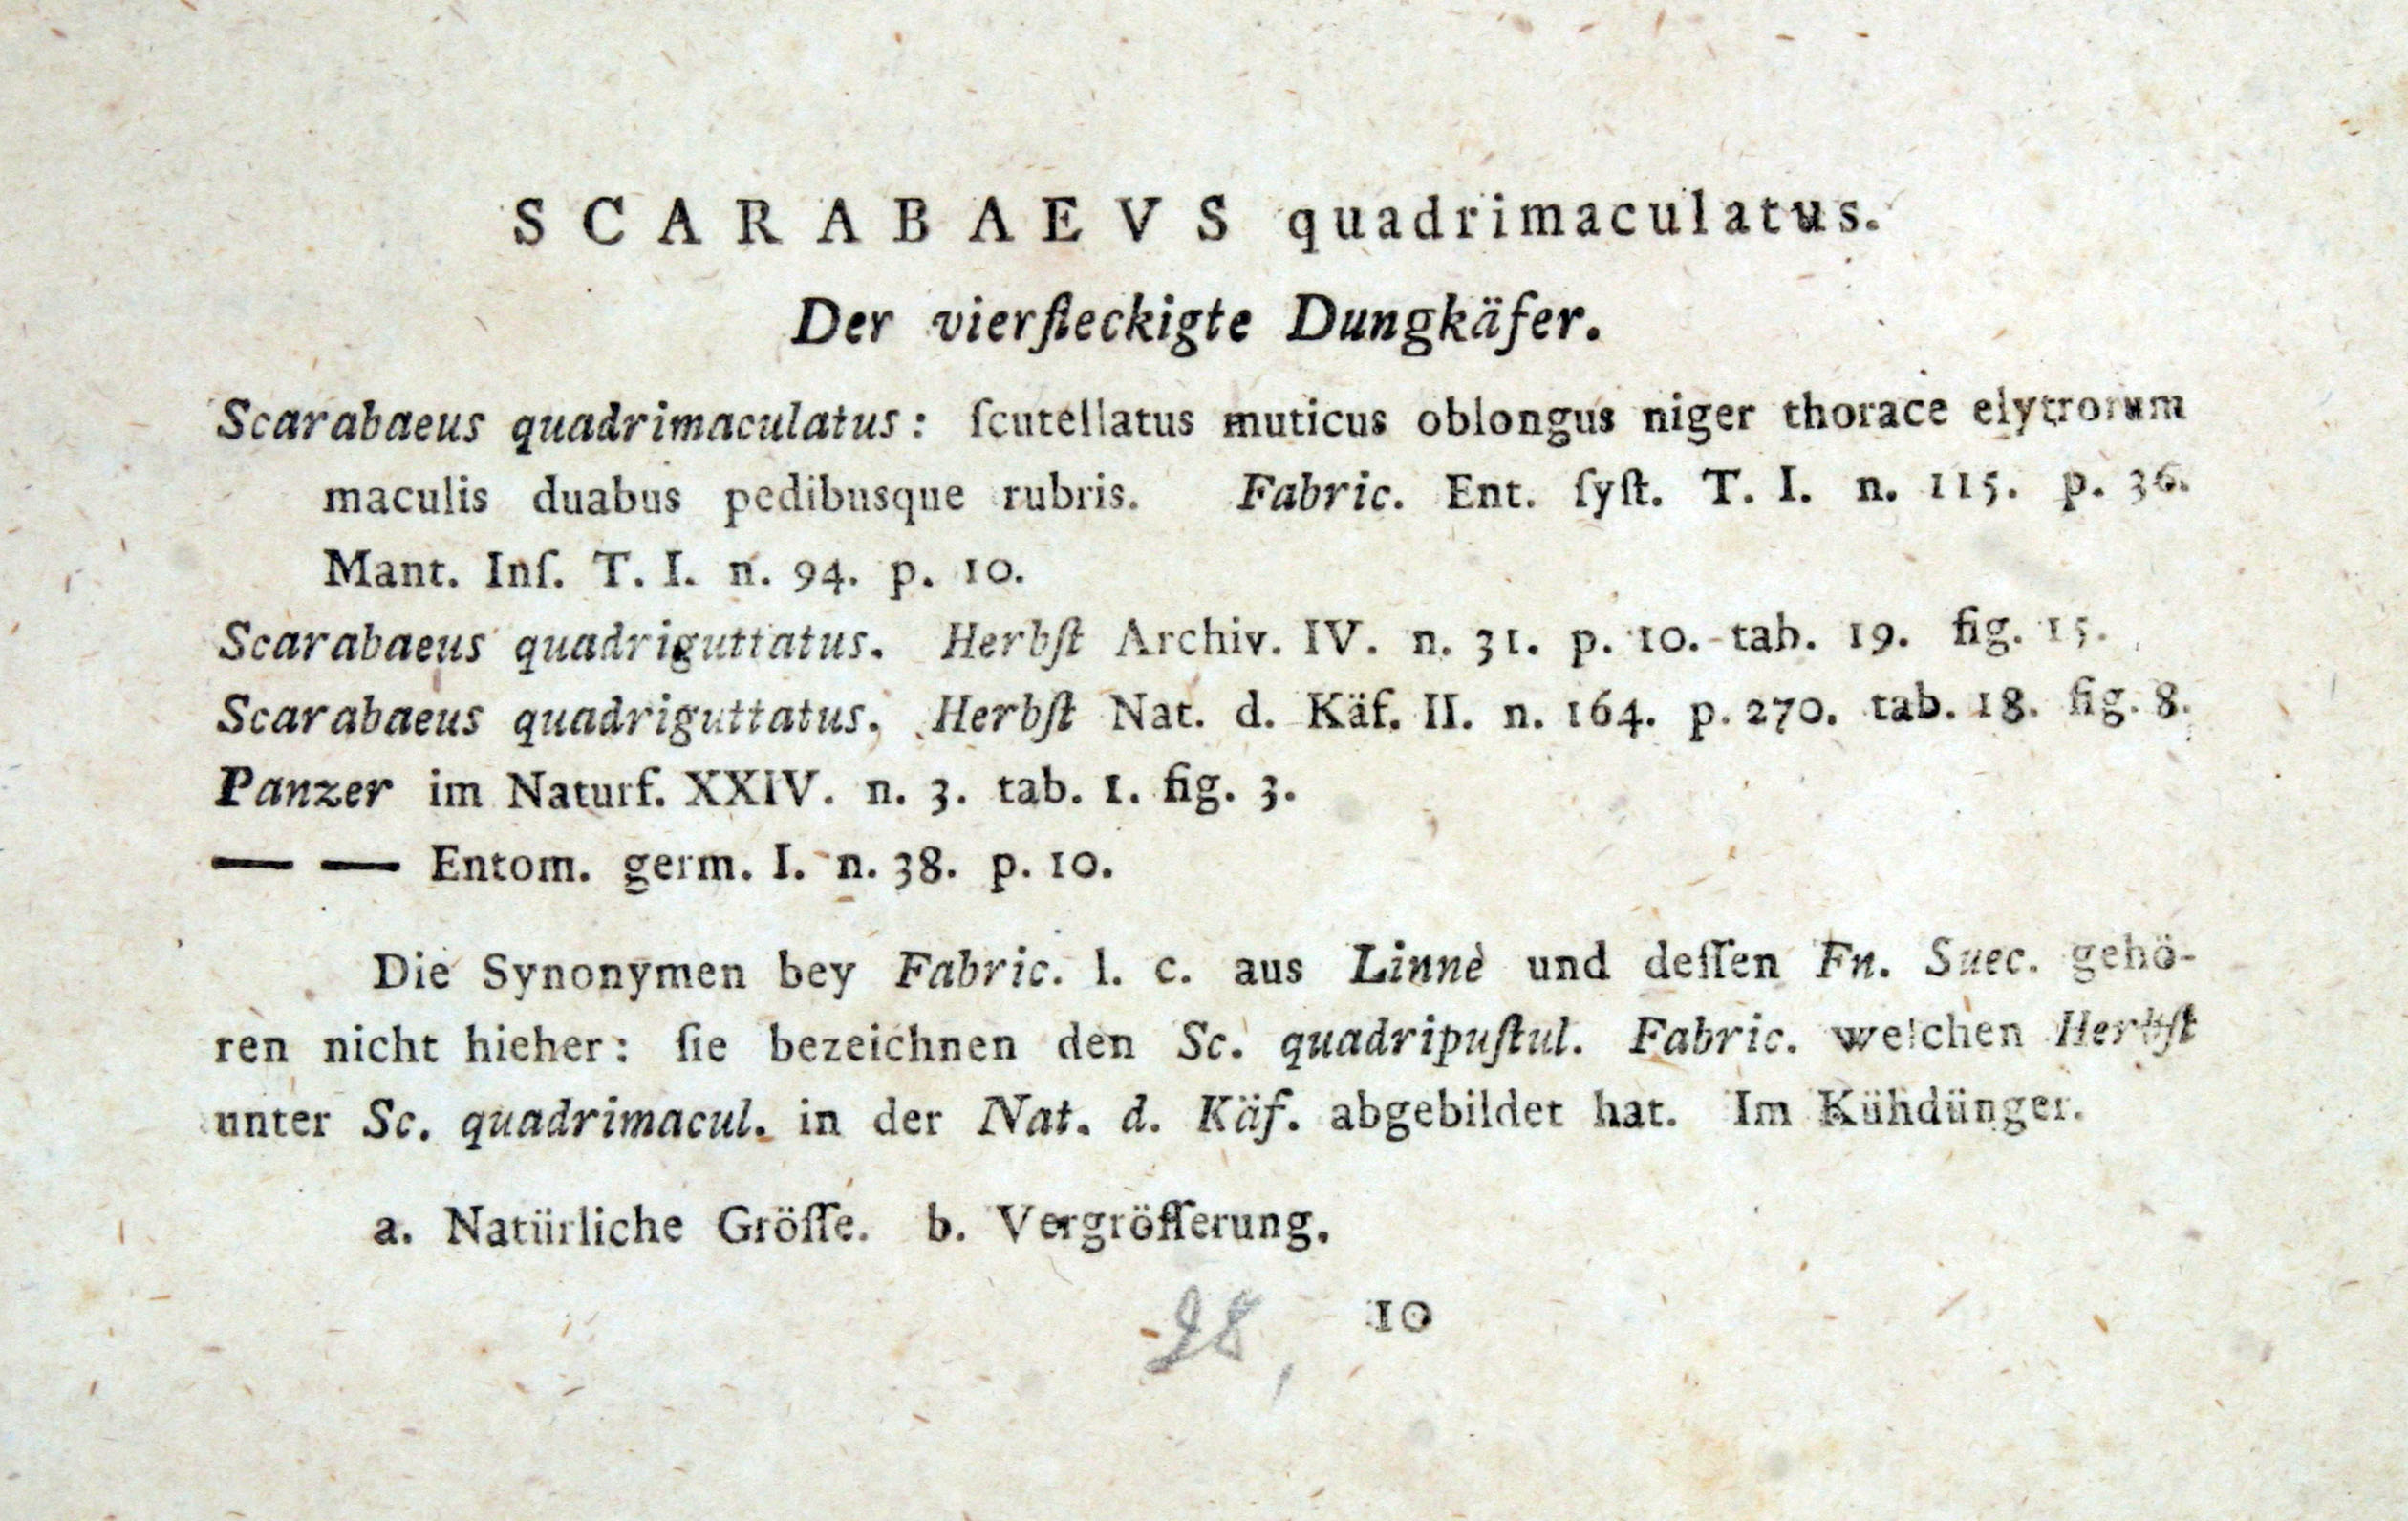 SCARABAEVS quadrimaculatus.
Der vierfleckigte Dungkäfer.
Scarabaeus quadrimaculatus: ſcutellatus muticus oblongus niger thorace elytrorum
maculis duabus pedibusque rubris. Fabric. Ent. ſyſt. T. I. n. 115. p. 36.
Mant. Inſ. T. I. n. 94. p. 10.
Scarabaeus quadriguttatus. Herbſt Archiv. IV. n. 31. p. 10. tab. 19. fig. 15.
Scarabaeus quadriguttatus. Herbſt Nat. d. Käf. II. n. 164. p. 270. tab. 18. fig. 8.
Panzer im Naturf. XXIV. n. 3. tab. 1. fig. 3.
— — Entom. germ. I. n. 38. p. 10.
Die Synonymen bey Fabric. l. c. aus Linnè und deſſen Fn. Suec. gehö-
ren nicht hieher: ſie bezeichnen den Sc. quadripuſtul. Fabric. welchen Herbſt
unter Sc. quadrimacul. in der Nat. d. Käf. abgebildet hat. Im Kühdünger.
a. Natürliche Gröſſe. b. Vergröſſerung.
10